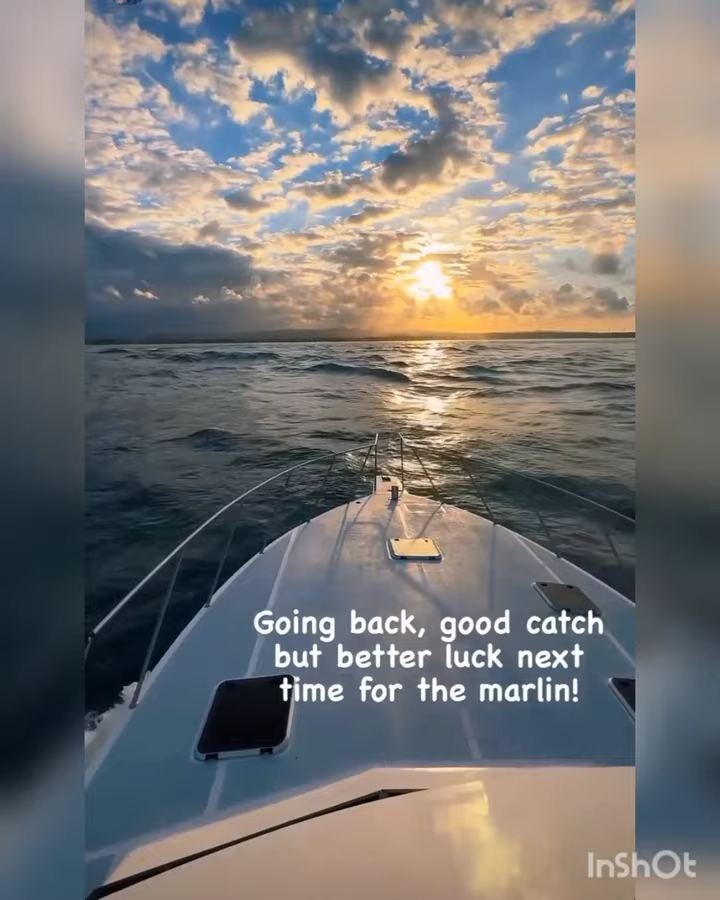 Going back, good catch
but better luck next
time for the marlin!
InShOt